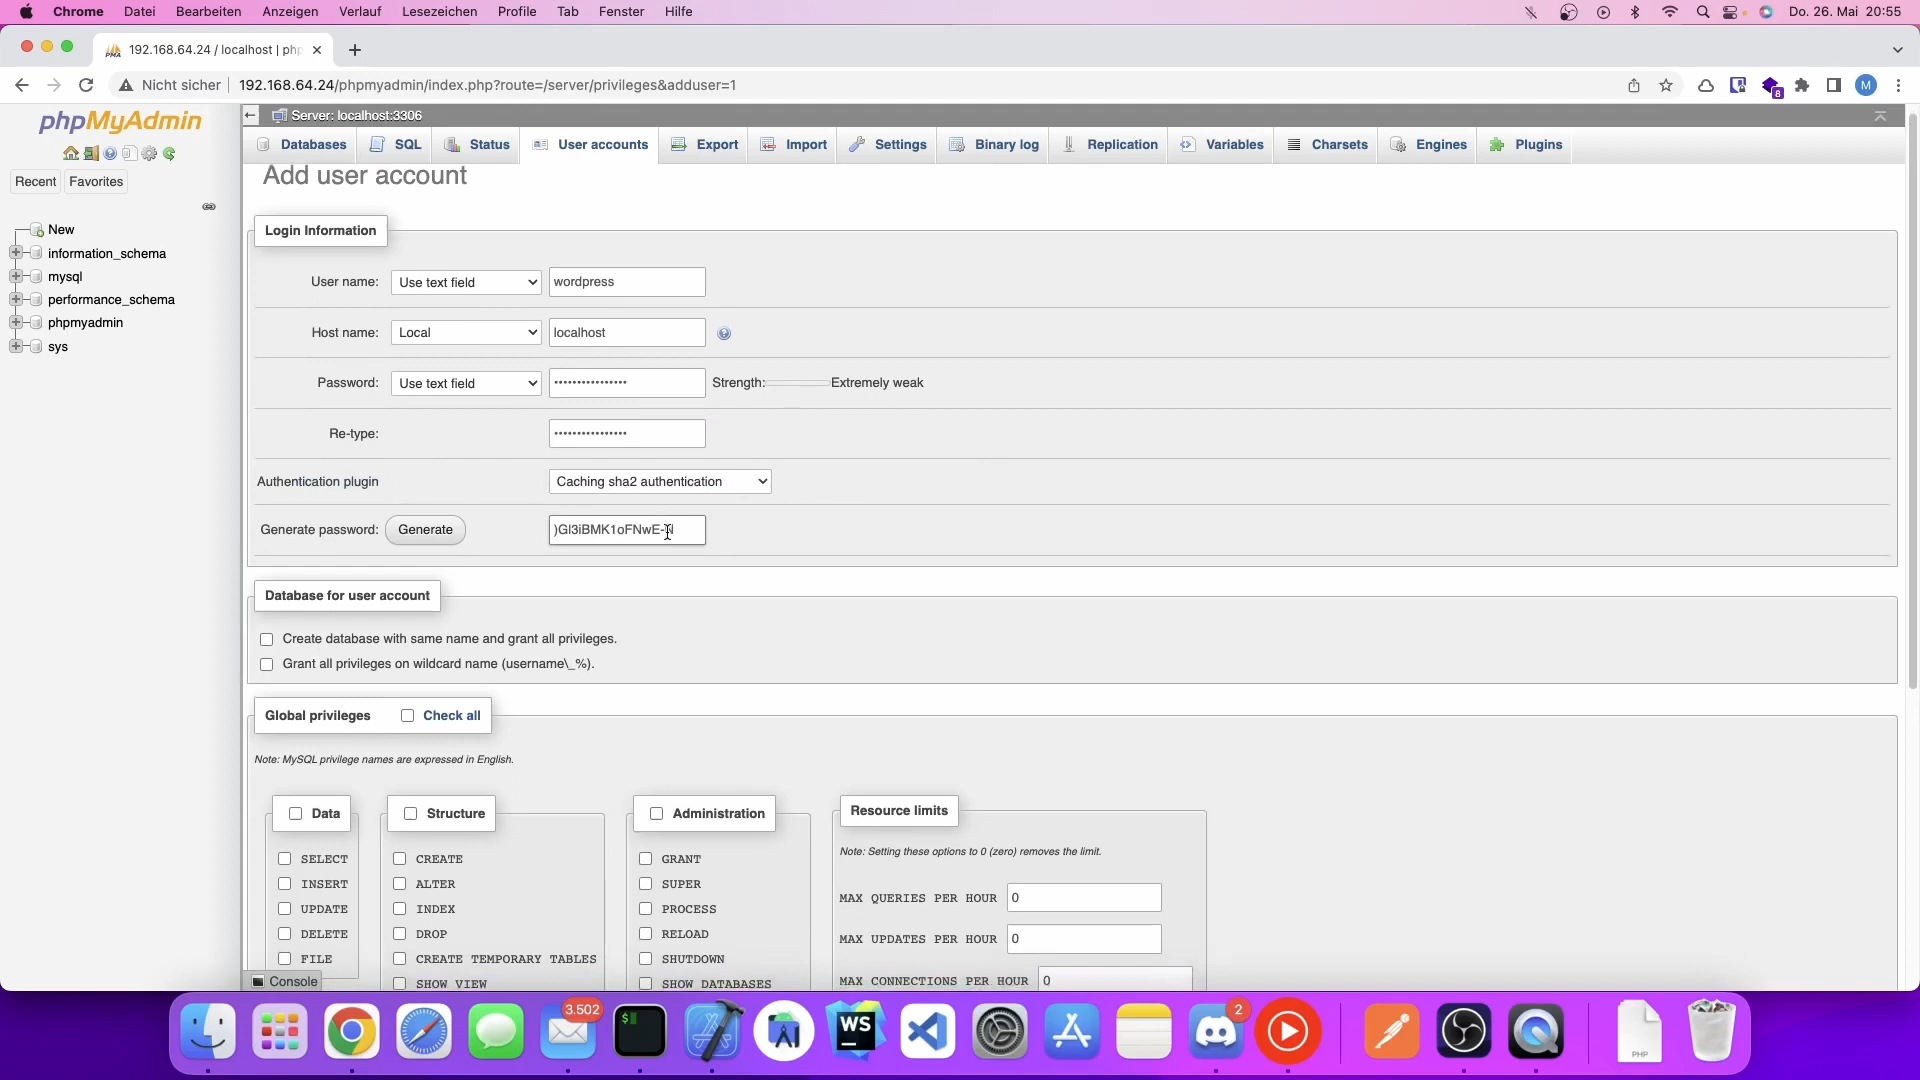 Chrome Datei Bearbeiten Anzeigen Verlauf Lesezeichen Profile Tab Fenster Hilfe Do. 26. Mai 20:55
192.168.64.24 / localhost | php
Nicht sicher 192.168.64.24/phpmyadmin/index.php?route=/server/privileges&adduser=1 8 M
phpMyAdmin
Recent Favorites
New
information_schema
mysql
performance_schema
phpmyadmin
sys
Server: localhost:3306
Databases SQL Status User accounts Export Import Settings Binary log Replication Variables Charsets Engines Plugins
Add user account
Login Information
User name: Use text field wordpress
Host name: Local localhost
Password: Use text field Strength: Extremely weak
Re-type:
Authentication plugin Caching sha2 authentication
Generate password: Generate
Database for user account
Create database with same name and grant all privileges.
Grant all privileges on wildcard name (username\_%).
Global privileges Check all
Note: MySQL privilege names are expressed in English.
Data
SELECT
INSERT
UPDATE
DELETE
FILE
Structure
CREATE
ALTER
INDEX
DROP
CREATE TEMPORARY TABLES
SHOW VIEW
Administration
GRANT
SUPER
PROCESS
RELOAD
SHUTDOWN
SHOW DATABASES
Resource limits
Note: Setting these options to 0 (zero) removes the limit.
MAX QUERIES PER HOUR 0
MAX UPDATES PER HOUR 0
MAX CONNECTIONS PER HOUR 0
Console
3.502 $ WS 2 PHP